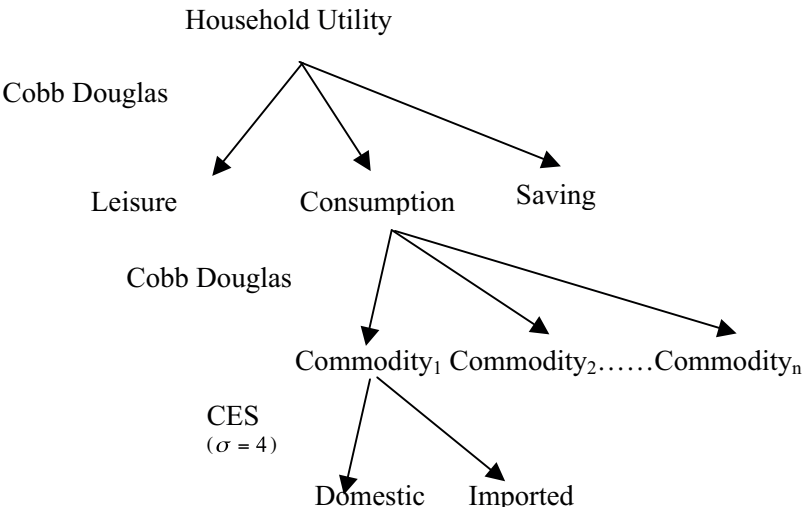 Household Utility
Cobb Douglas
Leisure Consumption Saving
Cobb Douglas
Commodity₁ Commodity₂……Commodityₙ
CES
(σ = 4)
Domestic Imported